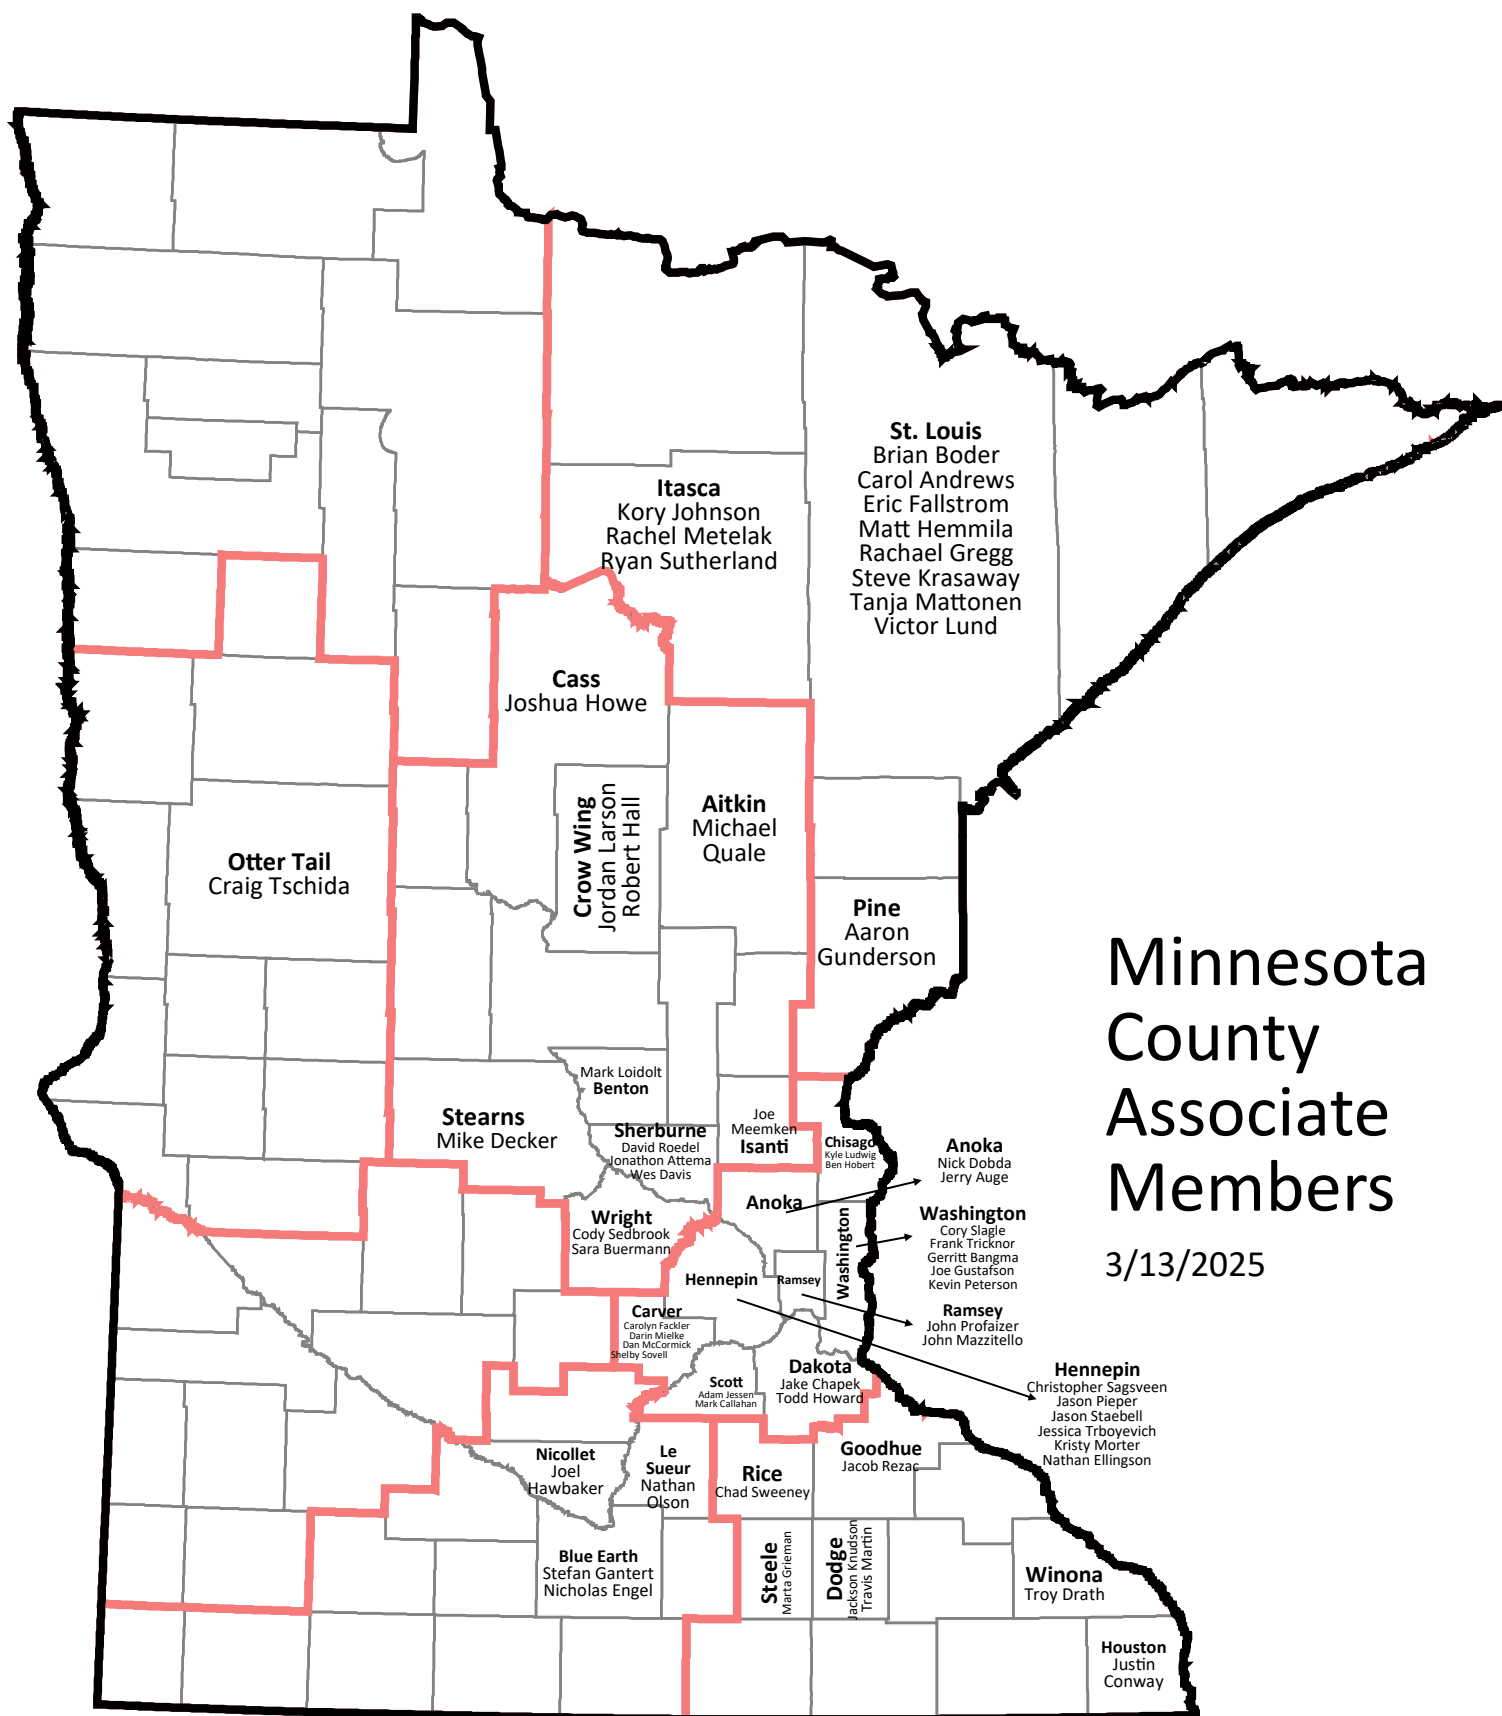 St. Louis
Brian Boder
Carol Andrews
Eric Fallstrom
Matt Hemmila
Rachael Gregg
Steve Krasaway
Tanja Mattonen
Victor Lund
Itasca
Kory Johnson
Rachel Metelak
Ryan Sutherland
Cass
Joshua Howe
Crow Wing
Jordan Larson
Robert Hall
Aitkin
Michael
Quale
Otter Tail
Craig Tschida
Pine
Aaron
Gunderson
Minnesota
County
Associate
Members
3/13/2025
Mark Loidolt
Benton
Stearns
Mike Decker
Sherburne
David Roedel
Jonathon Attema
Wes Davis
Joe
Meemken
Isanti
Chisago
Kyle Ludwig
Ben Hobert
Anoka
Nick Dobda
Jerry Auge
Anoka
Washington
Washington
Cory Slagle
Frank Tricknor
Gerritt Bangma
Joe Gustafson
Kevin Peterson
Wright
Cody Sedbrook
Sara Buermann
Hennepin
Ramsey
Ramsey
John Profaizer
John Mazzitello
Carver
Carolyn Fackler
Darin Mielke
Dan McCormick
Shelby Sovell
Scott
Adam Jessen
Mark Callahan
Dakota
Jake Chapek
Todd Howard
Hennepin
Christopher Sagsveen
Jason Pieper
Jason Staebell
Jessica Trboyevich
Kristy Morter
Nathan Ellingson
Nicollet
Joel
Hawbaker
Le
Sueur
Nathan
Olson
Rice
Chad Sweeney
Goodhue
Jacob Rezac
Blue Earth
Stefan Gantert
Nicholas Engel
Steele
Marta Grieman
Dodge
Jackson Knudson
Travis Martin
Winona
Troy Drath
Houston
Justin
Conway